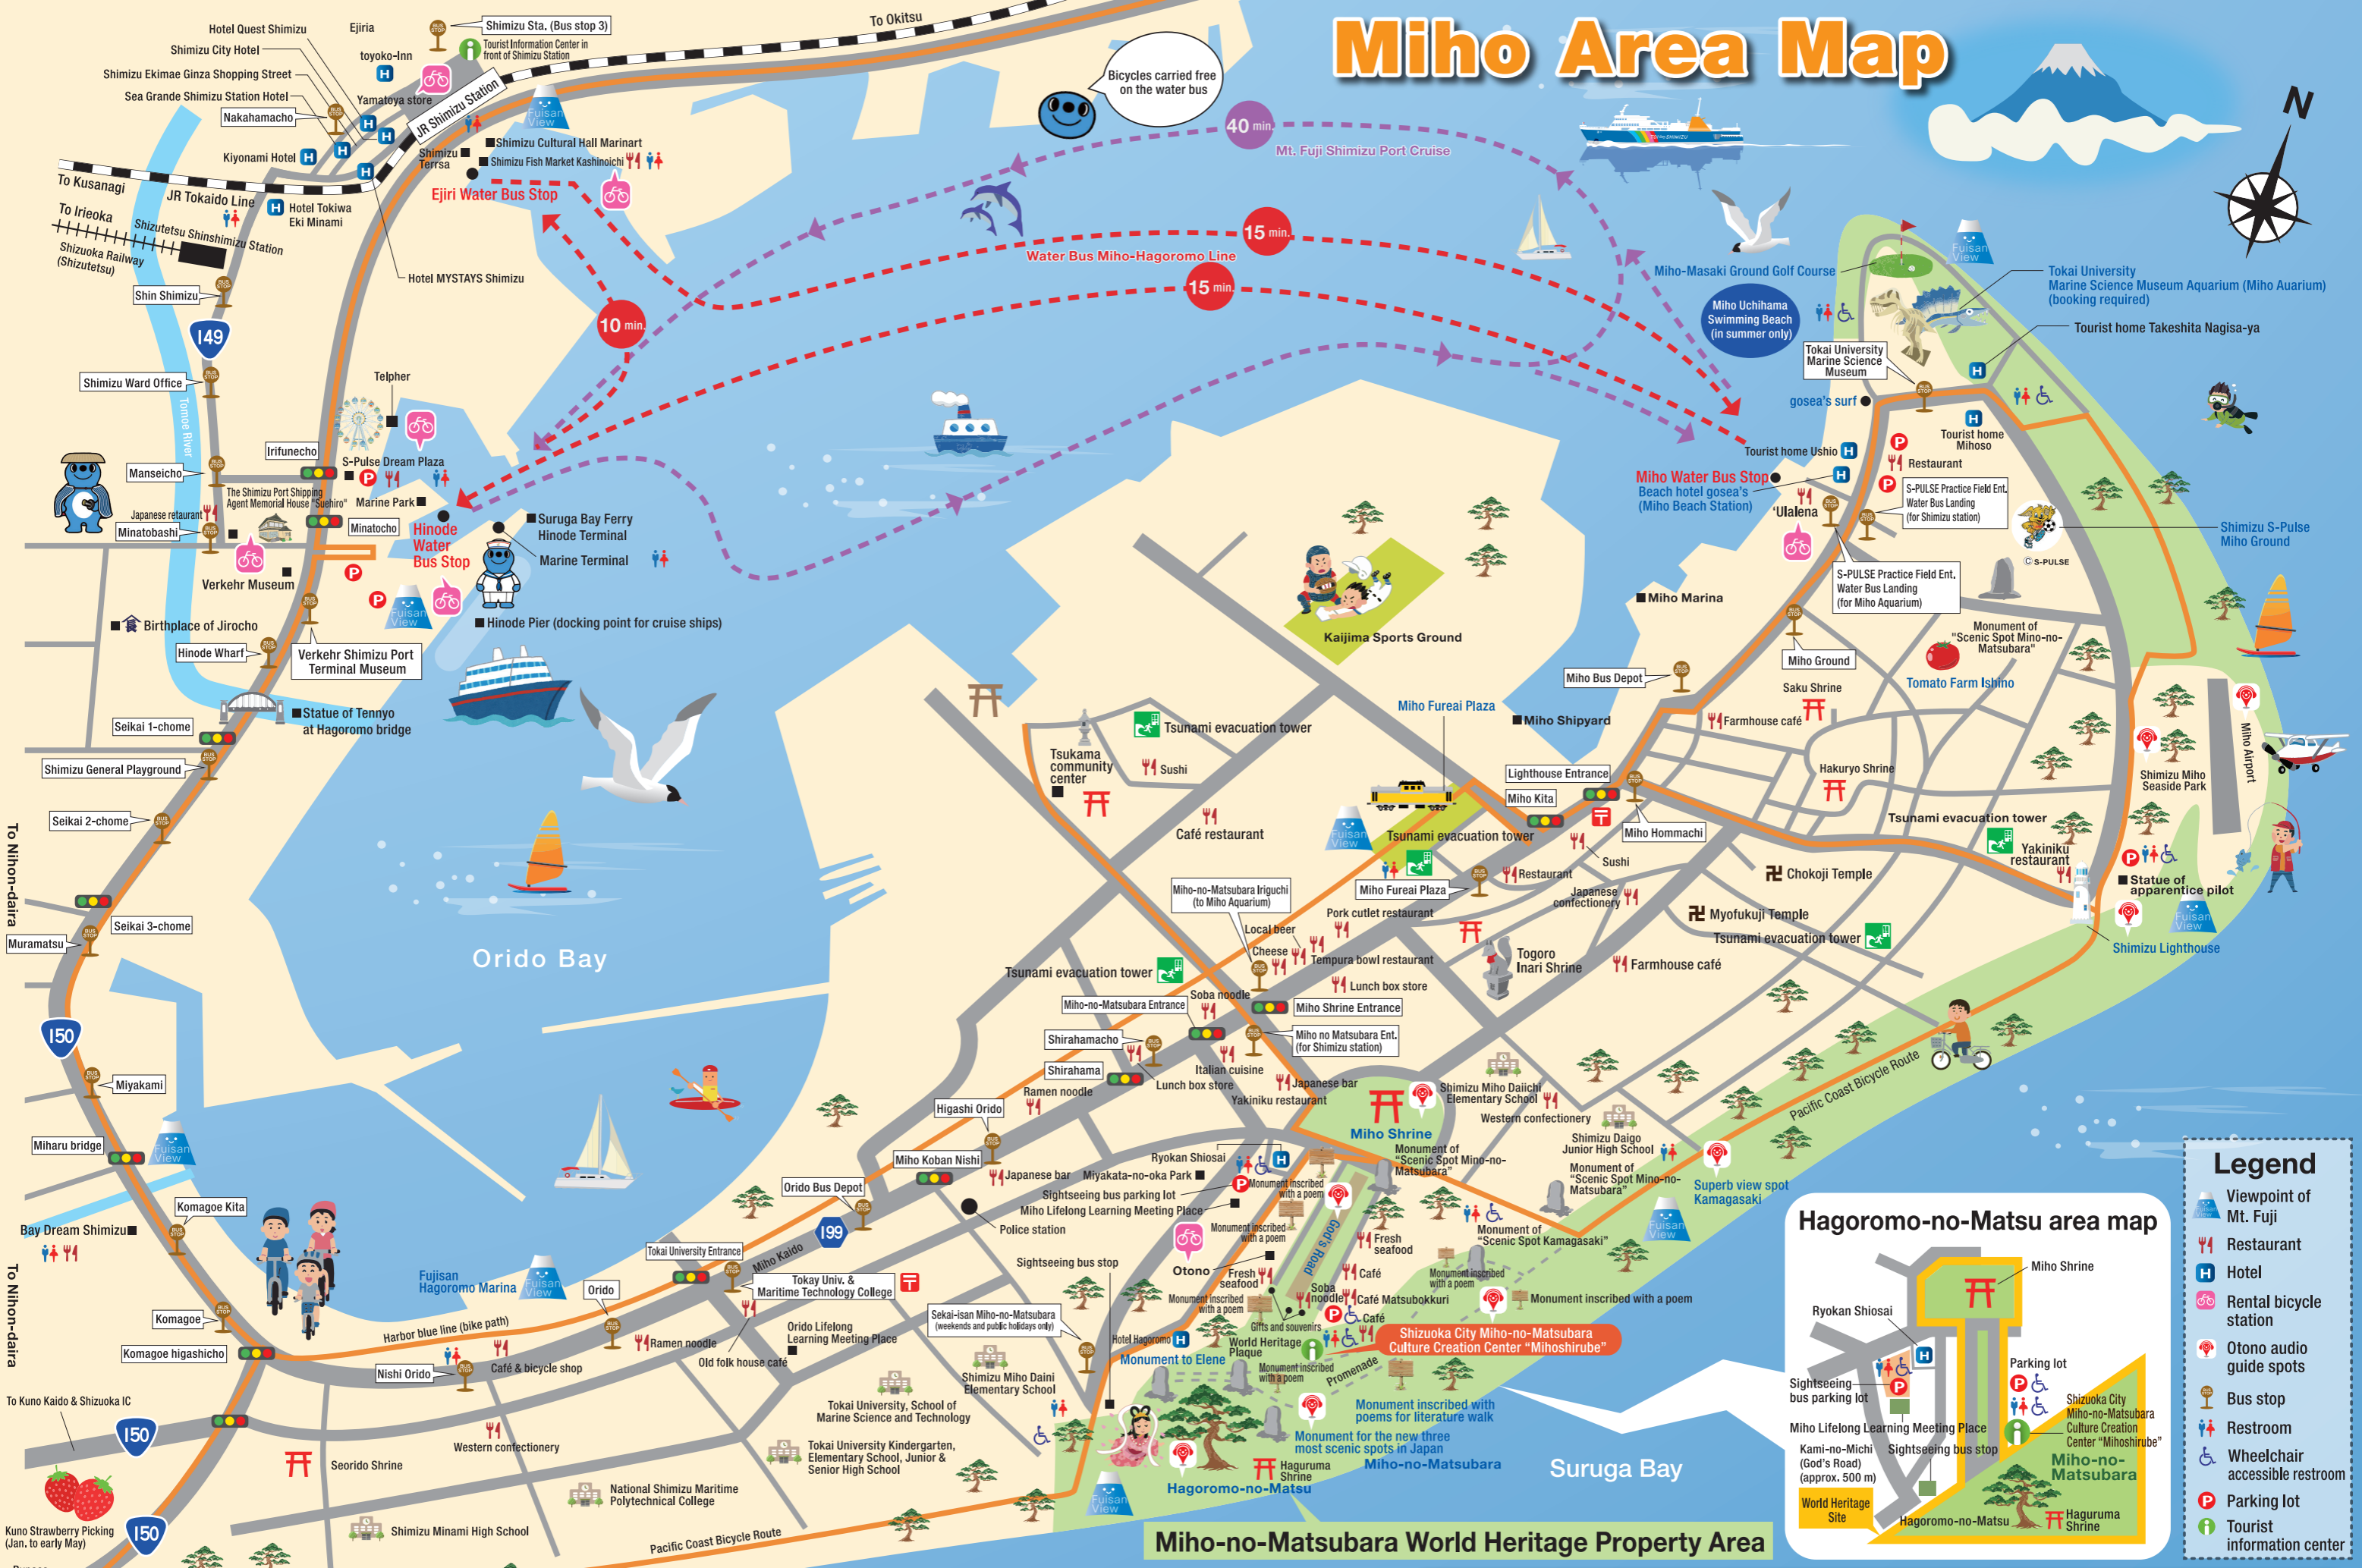 Miho Area Map
Hotel Quest Shimizu
Shimizu City Hotel
Shimizu Ekimae Ginza Shopping Street
Sea Grande Shimizu Station Hotel
Nakahamacho
Kiyonami Hotel
Ejiria
toyoko-Inn
Yamatoya store
Shimizu Sta. (Bus stop 3)
Tourist Information Center in
front of Shimizu Station
JR Shimizu Station
To Okitsu
To Kusanagi
JR Tokaido Line
To Irieoka
Shizutetsu Shinshimizu Station
Shizuoka Railway
(Shizutetsu)
Hotel Tokiwa
Eki Minami
Hotel MYSTAYS Shimizu
Shimizu Cultural Hall Marinart
Shimizu
Terrsa
Shimizu Fish Market Kashinoichi
Ejiri Water Bus Stop
Fuisan
View
Bicycles carried free
on the water bus
40 min.
Mt. Fuji Shimizu Port Cruise
15 min.
Water Bus Miho-Hagoromo Line
15 min.
10 min.
N
Miho-Masaki Ground Golf Course
Fuisan
View
Miho Uchihama
Swimming Beach
(in summer only)
Tokai University
Marine Science Museum Aquarium (Miho Auarium)
(booking required)
Tourist home Takeshita Nagisa-ya
Tokai University
Marine Science
Museum
gosea's surf
Tourist home
Mihoso
Tourist home Ushio
Restaurant
Miho Water Bus Stop
Beach hotel gosea's
(Miho Beach Station)
'Ulalena
S-PULSE Practice Field Ent.
Water Bus Landing
(for Shimizu station)
Shimizu S-Pulse
Miho Ground
© S-PULSE
S-PULSE Practice Field Ent.
Water Bus Landing
(for Miho Aquarium)
Shin Shimizu
149
Shimizu Ward Office
Tomoe River
Telpher
Irifunecho
S-Pulse Dream Plaza
Manseicho
The Shimizu Port Shipping
Agent Memorial House "Suehiro"
Marine Park
Japanese retaurant
Minatobashi
Minatocho
Hinode
Water
Bus Stop
Suruga Bay Ferry
Hinode Terminal
Marine Terminal
Verkehr Museum
Fuisan
View
Hinode Pier (docking point for cruise ships)
Birthplace of Jirocho
Hinode Wharf
Verkehr Shimizu Port
Terminal Museum
Statue of Tennyo
at Hagoromo bridge
Seikai 1-chome
Shimizu General Playground
Seikai 2-chome
To Nihon-daira
Seikai 3-chome
Muramatsu
150
Miyakami
Miharu bridge
Fuisan
View
Komagoe Kita
Bay Dream Shimizu
To Nihon-daira
Komagoe
Komagoe higashicho
To Kuno Kaido & Shizuoka IC
150
Kuno Strawberry Picking
(Jan. to early May)
150
Orido Bay
Kaijima Sports Ground
Miho Marina
Miho Ground
Monument of
"Scenic Spot Mino-no-
Matsubara"
Tomato Farm Ishino
Miho Bus Depot
Saku Shrine
Farmhouse café
Miho Fureai Plaza
Miho Shipyard
Tsunami evacuation tower
Tsukama
community
center
Sushi
Café restaurant
Lighthouse Entrance
Miho Kita
Hakuryo Shrine
Miho Airport
Shimizu Miho
Seaside Park
Fuisan
View
Tsunami evacuation tower
Miho Hommachi
Sushi
Tsunami evacuation tower
Yakiniku
restaurant
Miho Fureai Plaza
Restaurant
Japanese
confectionery
Chokoji Temple
Statue of
apparentice pilot
Myofukuji Temple
Tsunami evacuation tower
Fuisan
View
Shimizu Lighthouse
Miho-no-Matsubara Iriguchi
(to Miho Aquarium)
Pork cutlet restaurant
Local beer
Cheese
Tempura bowl restaurant
Togoro
Inari Shrine
Farmhouse café
Tsunami evacuation tower
Lunch box store
Soba noodle
Miho-no-Matsubara Entrance
Miho Shrine Entrance
Shirahamacho
Miho no Matsubara Ent.
(for Shimizu station)
Shirahama
Italian cuisine
Lunch box store
Japanese bar
Yakiniku restaurant
Ramen noodle
Higashi Orido
Shimizu Miho Daiichi
Elementary School
Western confectionery
Pacific Coast Bicycle Route
Miho Shrine
Shimizu Daigo
Junior High School
Miho Koban Nishi
Japanese bar
Ryokan Shiosai
Miyakata-no-oka Park
Monument of
"Scenic Spot Mino-no-
Matsubara"
Monument of
"Scenic Spot Mino-no-
Matsubara"
Superb view spot
Kamagasaki
Fuisan
View
Orido Bus Depot
Sightseeing bus parking lot
Miho Lifelong Learning Meeting Place
Monument inscribed
with a poem
Police station
199
Miho Kaido
Monument inscribed
with a poem
God's Road
Fresh
seafood
Monument of
"Scenic Spot Kamagasaki"
Otono
Sightseeing bus stop
Fresh
seafood
Café
Soba
noodle
Café Matsubokkuri
Monument inscribed
with a poem
Monument inscribed with a poem
Monument inscribed
with a poem
Gifts and souvenirs
Café
Tokai University Entrance
Tokay Univ. &
Maritime Technology College
Fujisan
Hagoromo Marina
Fuisan
View
Orido
Harbor blue line (bike path)
Nishi Orido
Café & bicycle shop
Ramen noodle
Old folk house café
Orido Lifelong
Learning Meeting Place
Sekai-isan Miho-no-Matsubara
(weekends and public holidays only)
Hotel Hagoromo
World Heritage
Plaque
Shizuoka City Miho-no-Matsubara
Culture Creation Center "Mihoshirube"
Monument to Elene
Monument inscribed
with a poem
Promenade
Shimizu Miho Daini
Elementary School
Monument inscribed with
poems for literature walk
Monument for the new three
most scenic spots in Japan
Miho-no-Matsubara
Tokai University, School of
Marine Science and Technology
Western confectionery
Seorido Shrine
Tokai University Kindergarten,
Elementary School, Junior &
Senior High School
Haguruma
Shrine
Hagoromo-no-Matsu
Fuisan
View
National Shimizu Maritime
Polytechnical College
Shimizu Minami High School
Pacific Coast Bicycle Route
Miho-no-Matsubara World Heritage Property Area
Suruga Bay
Hagoromo-no-Matsu area map
Miho Shrine
Ryokan Shiosai
Parking lot
Sightseeing
bus parking lot
Shizuoka City
Miho-no-Matsubara
Culture Creation
Center "Mihoshirube"
Miho Lifelong Learning Meeting Place
Kami-no-Michi
(God's Road)
(approx. 500 m)
Sightseeing bus stop
Miho-no-
Matsubara
World Heritage
Site
Hagoromo-no-Matsu
Haguruma
Shrine
Legend
Viewpoint of
Mt. Fuji
Restaurant
Hotel
Rental bicycle
station
Otono audio
guide spots
Bus stop
Restroom
Wheelchair
accessible restroom
Parking lot
Tourist
information center